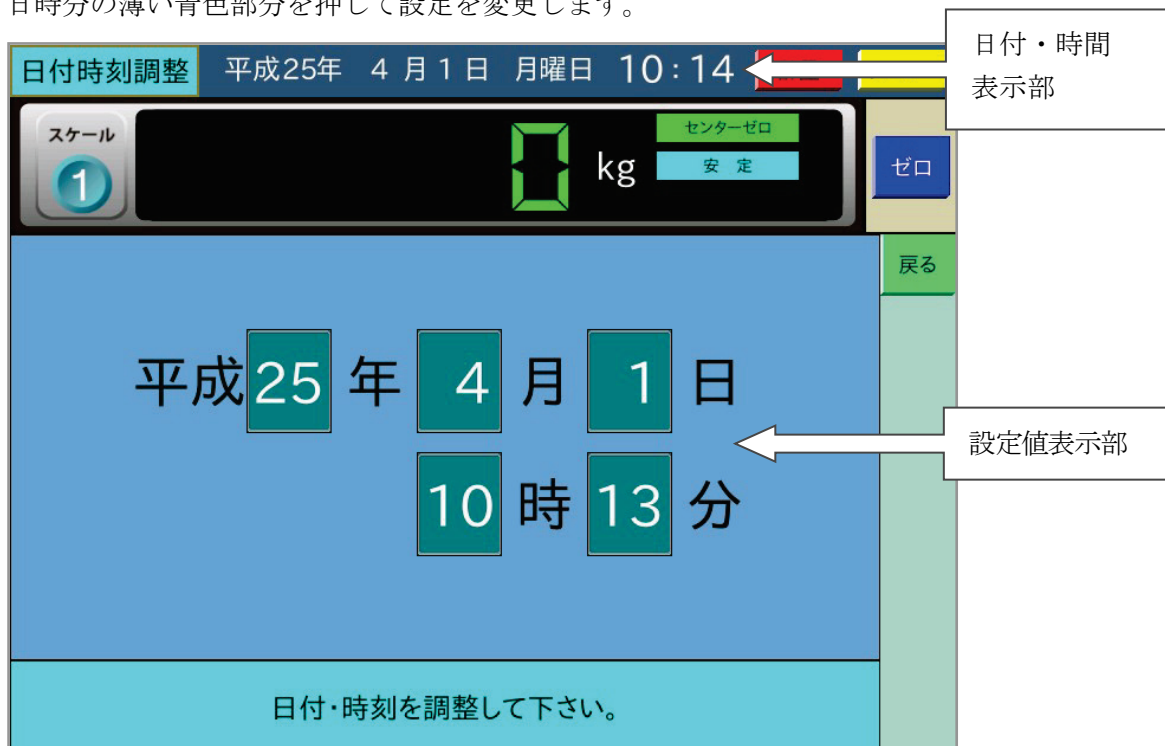 日時分の薄い青色部分を押して設定を変更します。
日付・時間
表示部
日付時刻調整 平成25年 4月1日 月曜日 10:14
スケール
1
0 kg
センターゼロ
安定
ゼロ
戻る
平成 25 年 4 月 1 日
設定値表示部
10 時 13 分
日付・時刻を調整して下さい。